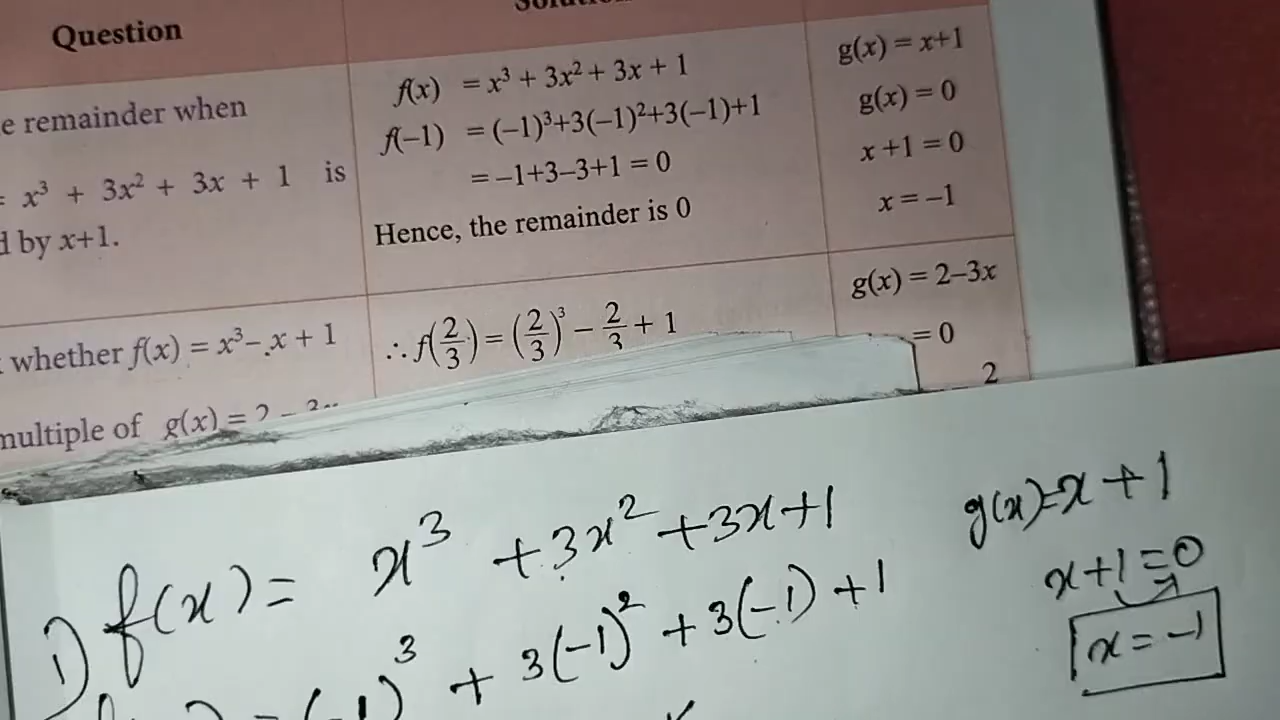 Question
e remainder when
= x³ + 3x² + 3x + 1 is
d by x+1.
f(x) = x³ + 3x² + 3x + 1
f(−1) = (−1)³+3(−1)²+3(−1)+1
= −1+3−3+1 = 0
Hence, the remainder is 0
g(x) = x+1
g(x) = 0
x +1 = 0
x = −1
whether f(x) = x³− x + 1
multiple of g(x) = 2 − 3x
∴ f(2/3) = (2/3)³ − 2/3 + 1
g(x) = 2−3x
= 0
2
1) f(x) = x³ + 3x² + 3x + 1
= (-1)³ + 3(-1)² + 3(-1) + 1
g(x)=x + 1
x+1=0
x = -1